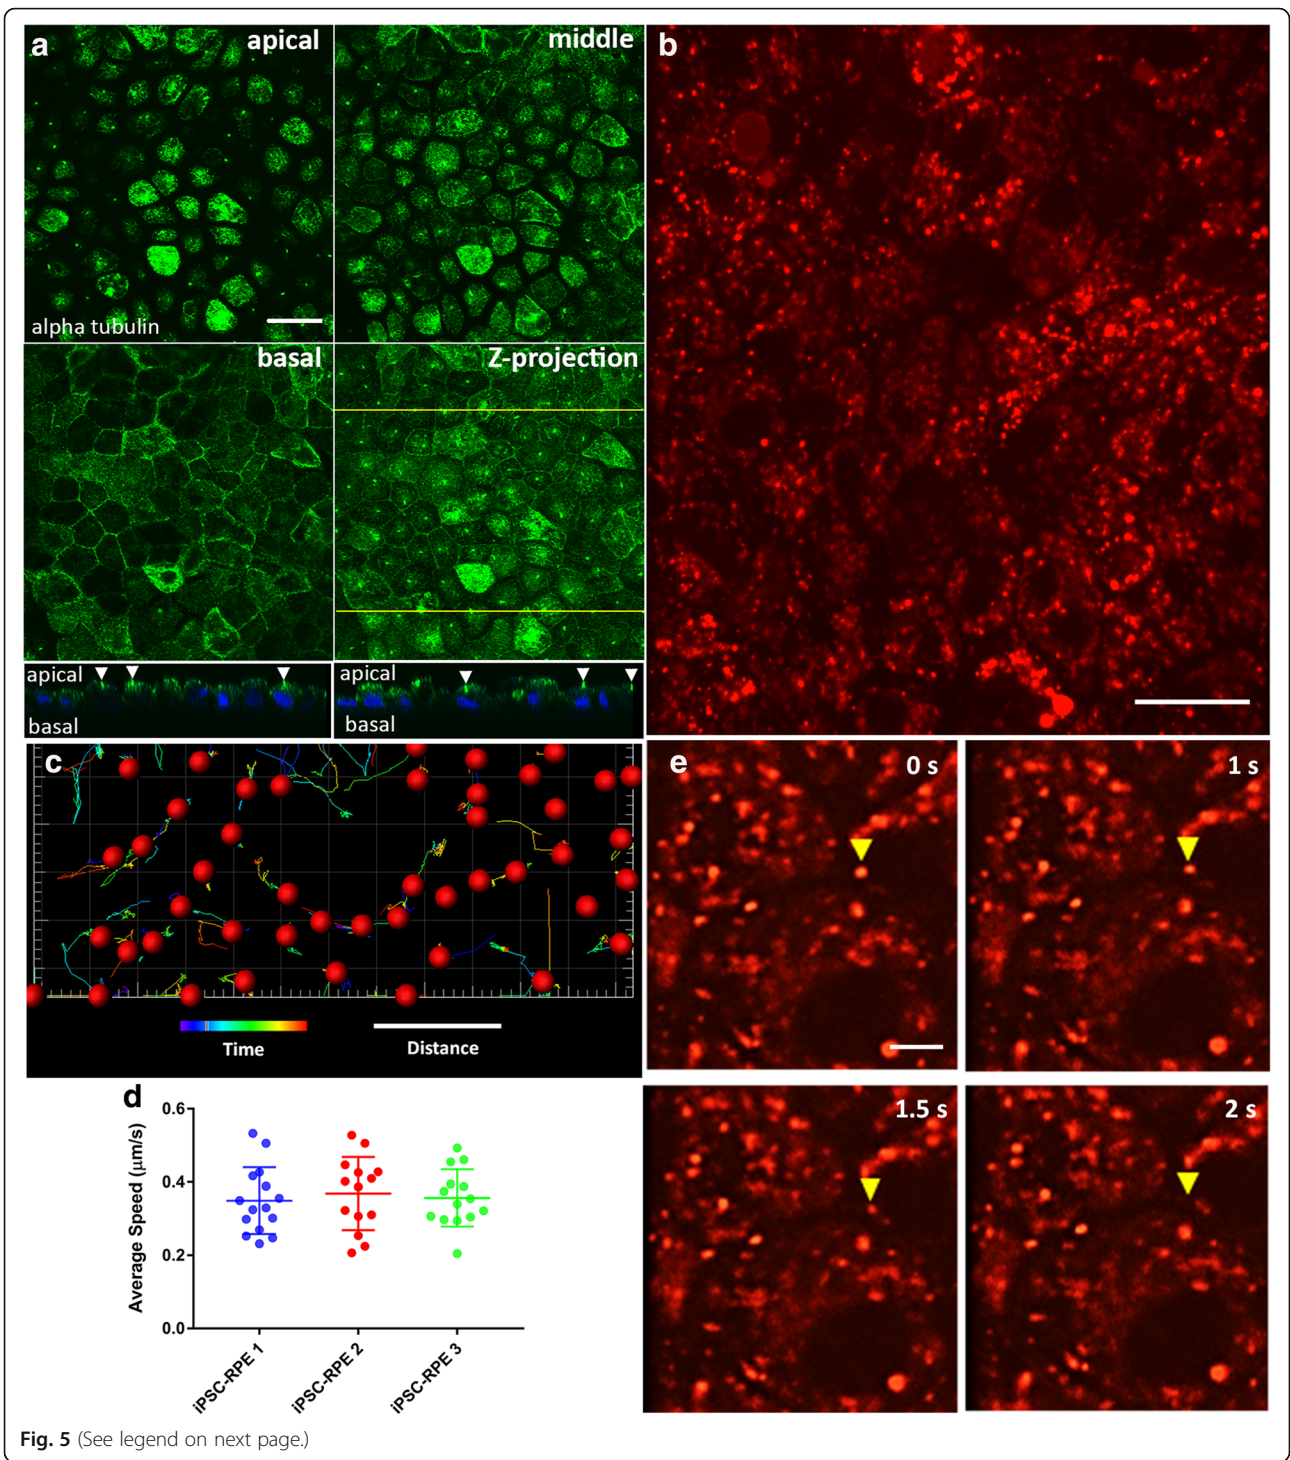 a
apical
middle
alpha tubulin
basal
Z-projection
apical
basal
apical
basal
b
c
Time
Distance
d
Average Speed (μm/s)
0.6
0.4
0.2
0.0
iPSC-RPE 1
iPSC-RPE 2
iPSC-RPE 3
e
0 s
1 s
1.5 s
2 s
Fig. 5 (See legend on next page.)